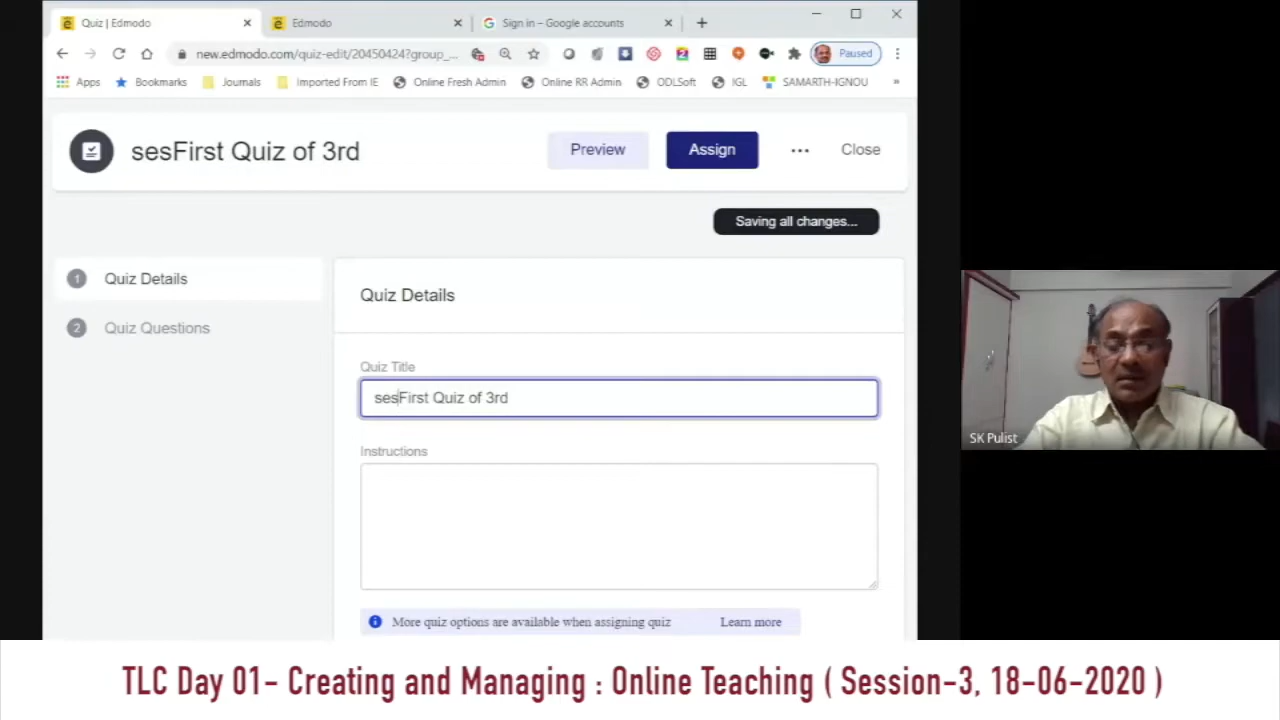 Quiz | Edmodo
Edmodo
Sign in – Google accounts
new.edmodo.com/quiz-edit/20450424?group_...
Paused
Apps
Bookmarks
Journals
Imported From IE
Online Fresh Admin
Online RR Admin
ODLSoft
IGL
SAMARTH-IGNOU
»
sesFirst Quiz of 3rd
Preview
Assign
...
Close
Saving all changes...
1 Quiz Details
2 Quiz Questions
Quiz Details
Quiz Title
sesFirst Quiz of 3rd
Instructions
More quiz options are available when assigning quiz
Learn more
SK Pulist
TLC Day 01- Creating and Managing : Online Teaching ( Session-3, 18-06-2020 )